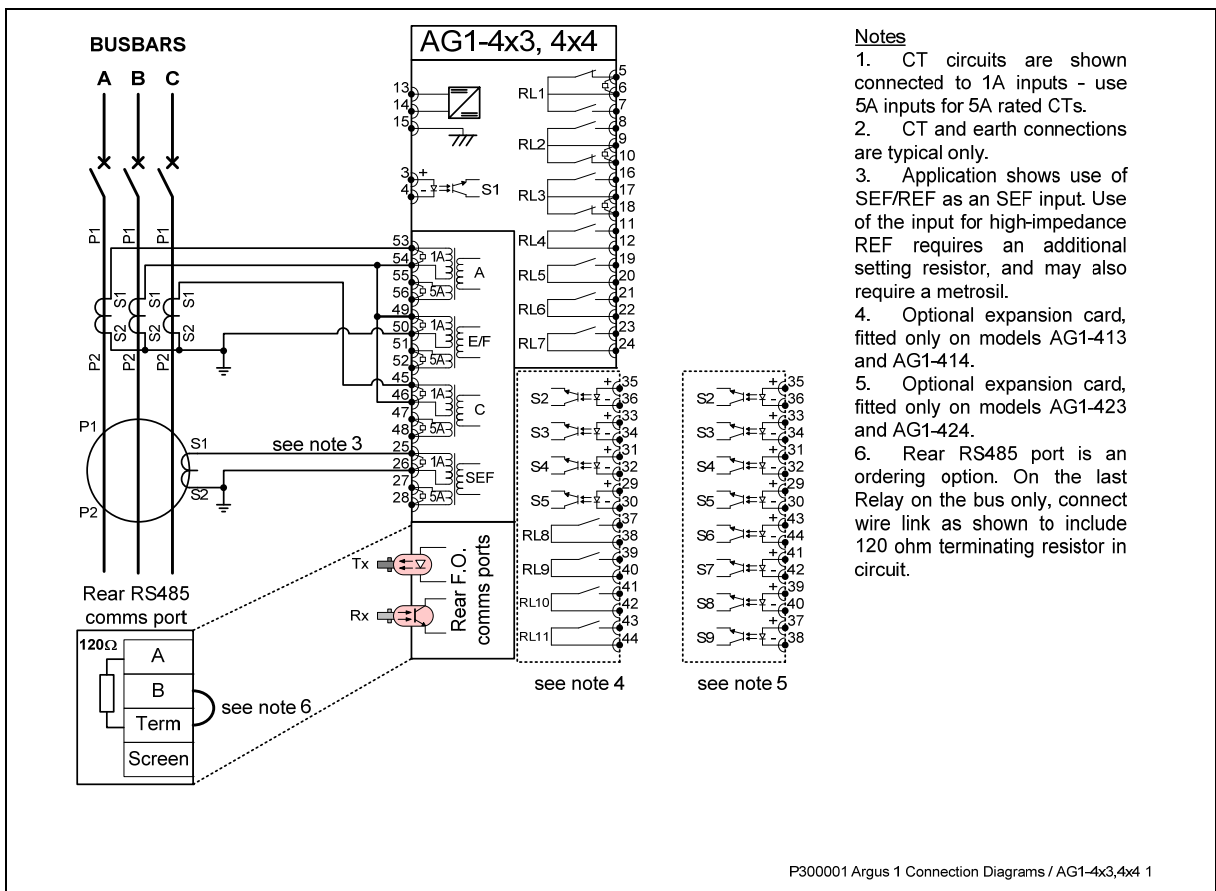 BUSBARS
A B C
AG1-4x3, 4x4
13
14
15
3 +
4 -
S1
53
54
55
56
1A
5A
A
49
50
51
52
1A
5A
E/F
45
46
47
48
1A
5A
C
25
26
27
28
1A
5A
SEF
RL1
5
6
7
RL2
8
9
10
RL3
16
17
18
RL4
11
12
RL5
19
20
RL6
21
22
RL7
23
24
P1 P1 P1
S1 S1 S1
S2 S2 S2
P2 P2 P2
P1
S1
see note 3
S2
P2
Tx
Rx
Rear F.O.
comms ports
S2 + 35
- 36
S3 + 33
- 34
S4 + 31
- 32
S5 + 29
- 30
RL8 37
38
RL9 39
40
RL10 41
42
RL11 43
44
see note 4
S2 + 35
- 36
S3 + 33
- 34
S4 + 31
- 32
S5 + 29
- 30
S6 + 43
- 44
S7 + 41
- 42
S8 + 39
- 40
S9 + 37
- 38
see note 5
Rear RS485
comms port
120Ω
A
B
Term
Screen
see note 6
Notes
1. CT circuits are shown
connected to 1A inputs - use
5A inputs for 5A rated CTs.
2. CT and earth connections
are typical only.
3. Application shows use of
SEF/REF as an SEF input. Use
of the input for high-impedance
REF requires an additional
setting resistor, and may also
require a metrosil.
4. Optional expansion card,
fitted only on models AG1-413
and AG1-414.
5. Optional expansion card,
fitted only on models AG1-423
and AG1-424.
6. Rear RS485 port is an
ordering option. On the last
Relay on the bus only, connect
wire link as shown to include
120 ohm terminating resistor in
circuit.
P300001 Argus 1 Connection Diagrams / AG1-4x3,4x4 1